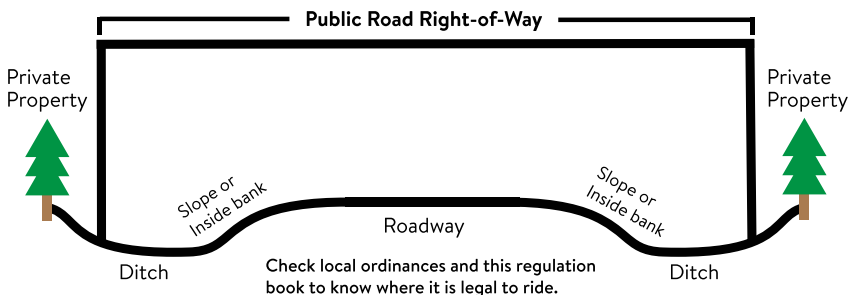 Public Road Right-of-Way
Private
Property
Private
Property
Slope or
Inside bank
Slope or
Inside bank
Roadway
Ditch
Ditch
Check local ordinances and this regulation
book to know where it is legal to ride.